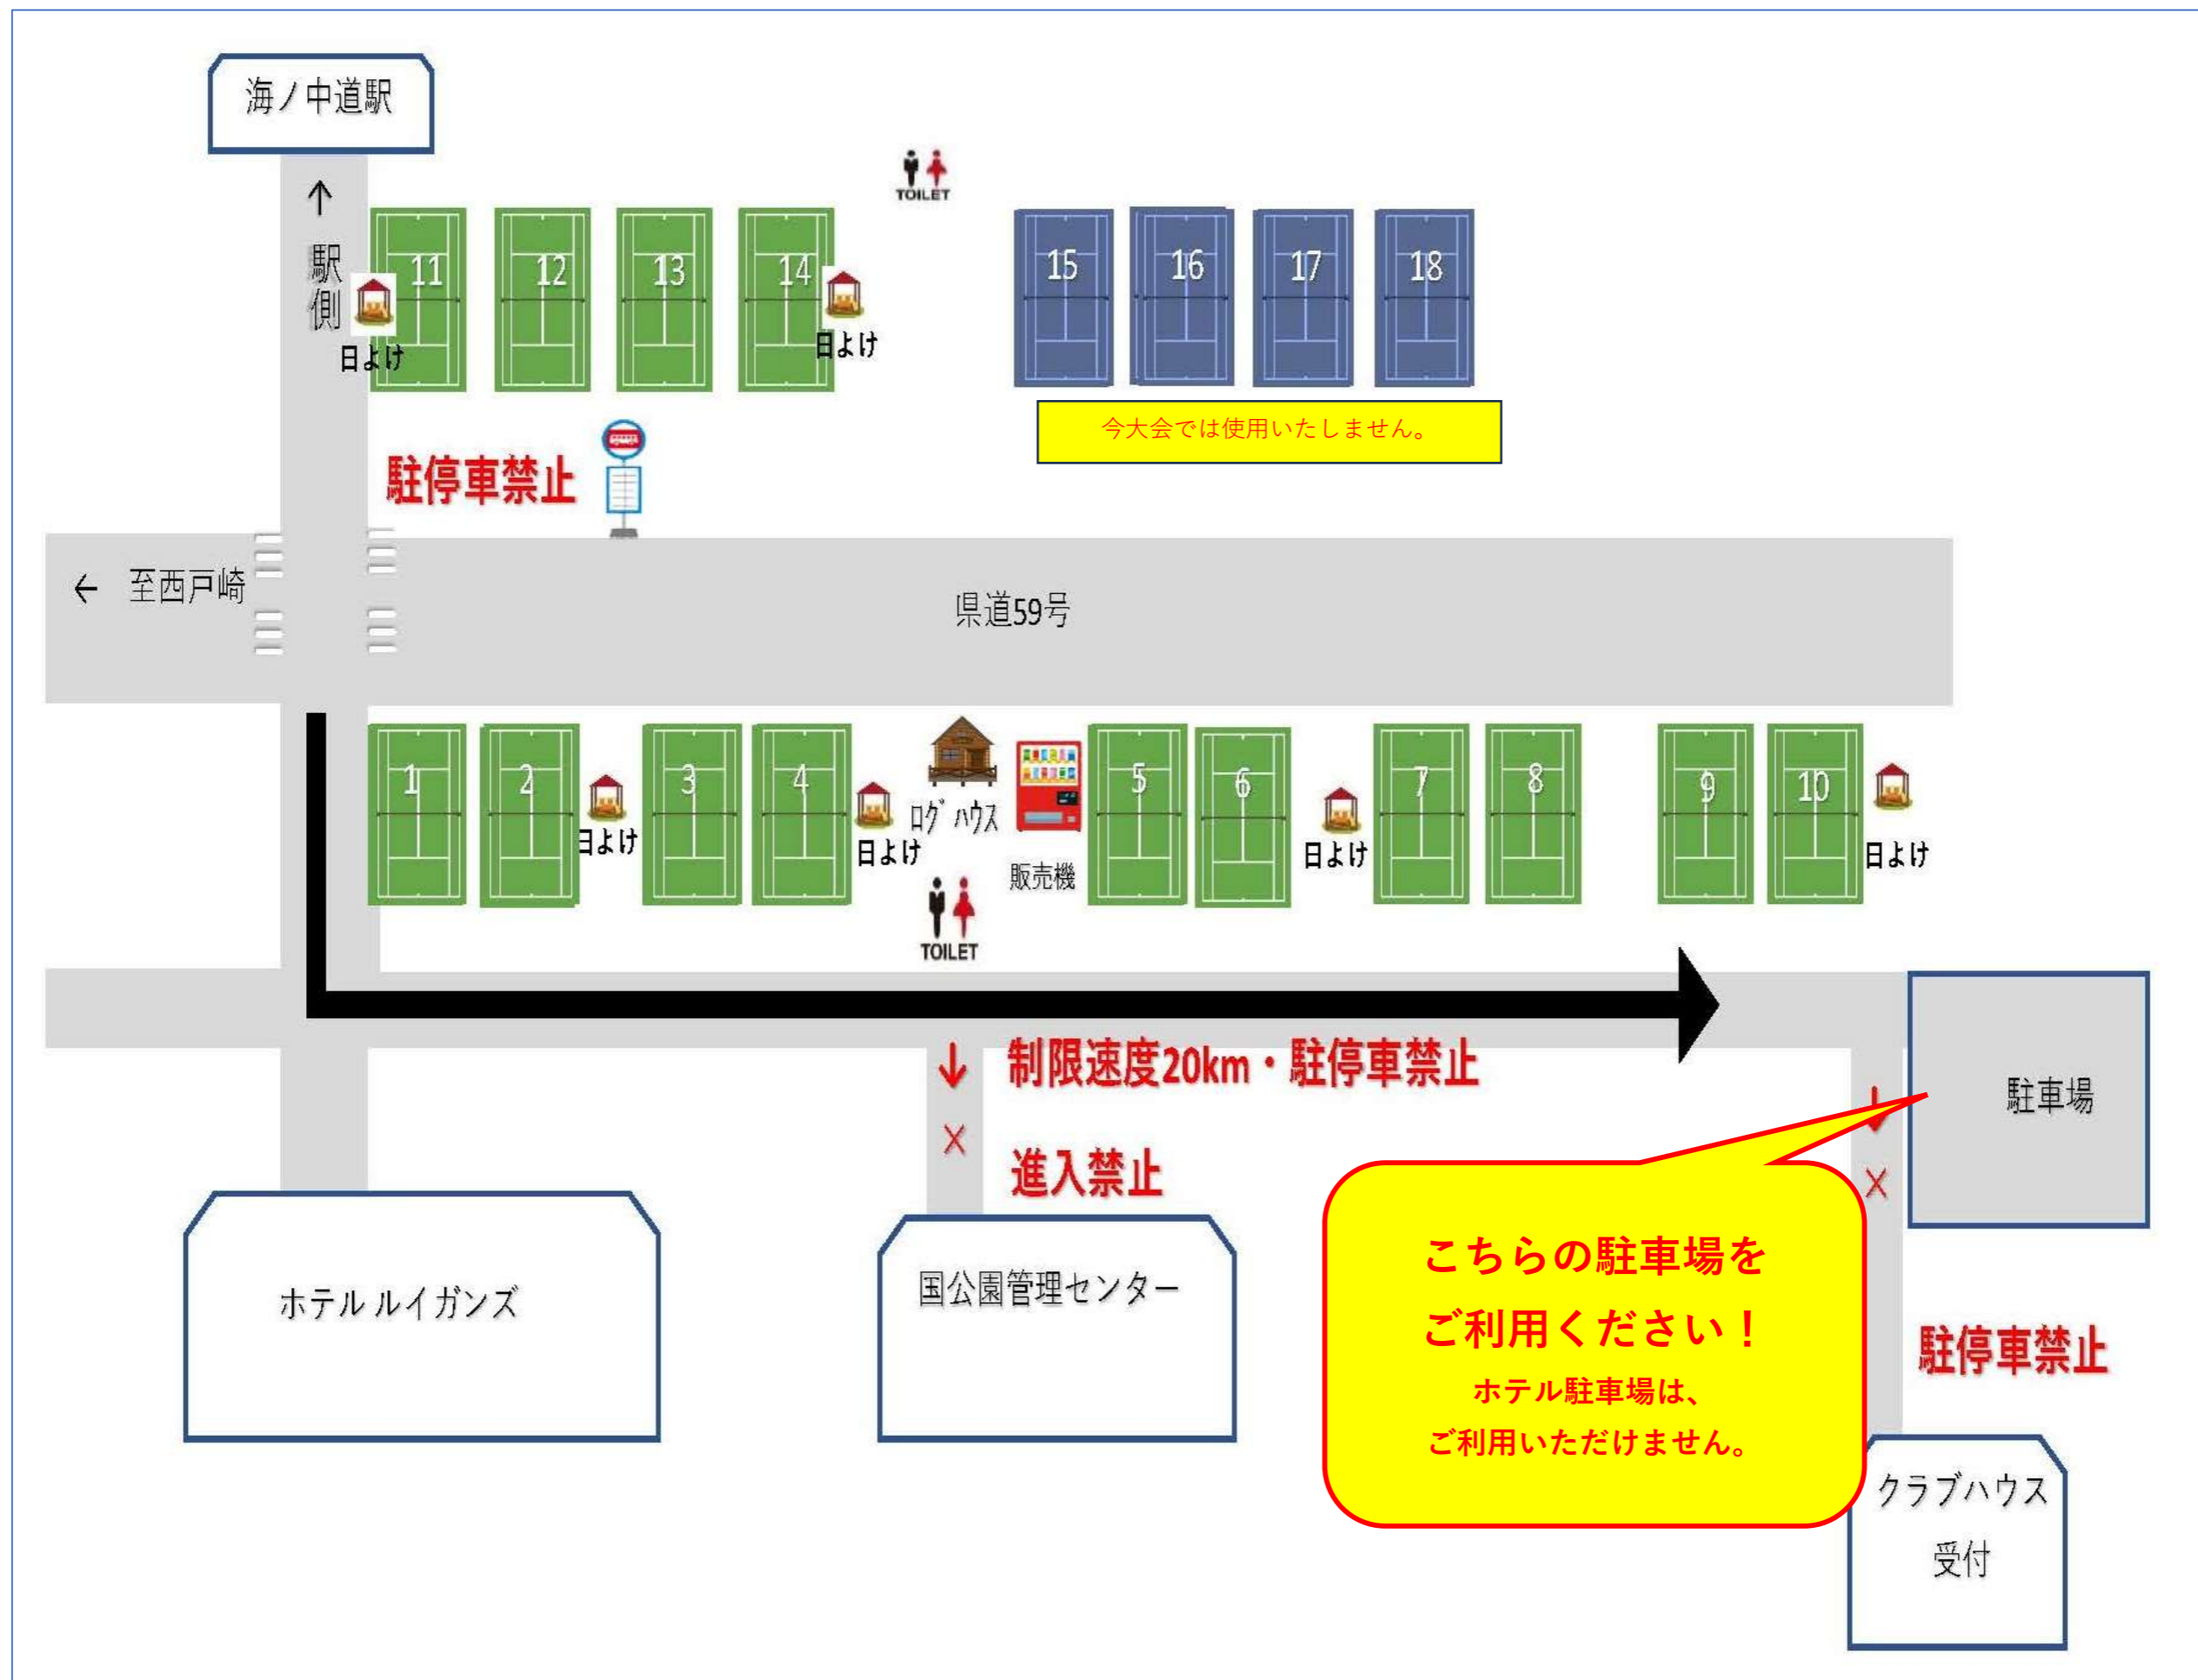 海ノ中道駅
↑
駅側
TOILET
11
12
13
14
15
16
17
18
日よけ
日よけ
今大会では使用いたしません。
駐停車禁止
← 至西戸崎
県道59号
1
2
3
4
5
6
7
8
9
10
日よけ
日よけ
ログハウス
販売機
日よけ
日よけ
TOILET
↓
制限速度20km・駐停車禁止
×
進入禁止
↓
×
駐車場
こちらの駐車場を
ご利用ください！
ホテル駐車場は、
ご利用いただけません。
ホテル ルイガンズ
国公園管理センター
駐停車禁止
クラブハウス
受付